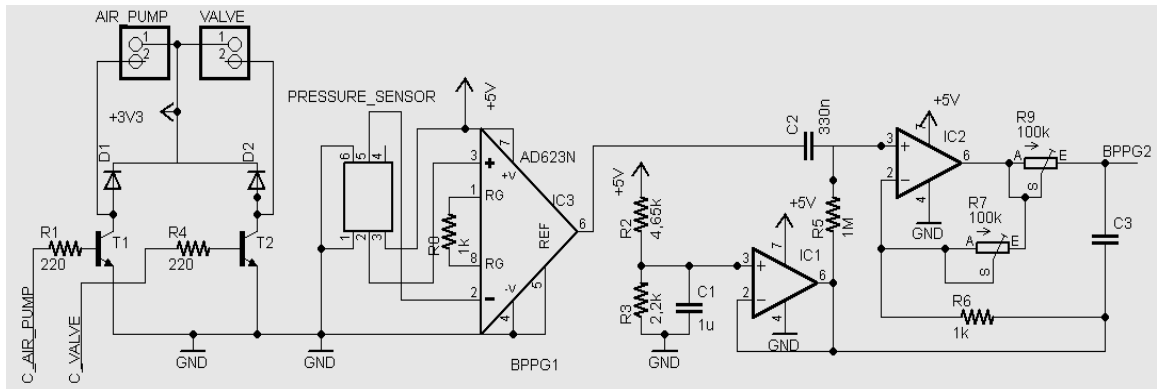 AIR_PUMP
VALVE
1
2
1
2
+3V3
D1
D2
R1
220
T1
R4
220
T2
C_AIR_PUMP
C_VALVE
GND
PRESSURE_SENSOR
6
5
4
1
2
3
GND
+5V
7
AD623N
+V
3
1
RG
R8
1k
RG
8
2
-V
4
5
REF
IC3
6
BPPG1
+5V
R2
4,65k
R3
2,2k
C1
1u
GND
+5V
7
3
2
IC1
6
4
GND
C2
330n
R5
1M
+5V
7
3
2
IC2
6
4
GND
R9
100k
A
E
S
BPPG2
R7
100k
A
E
S
C3
R6
1k